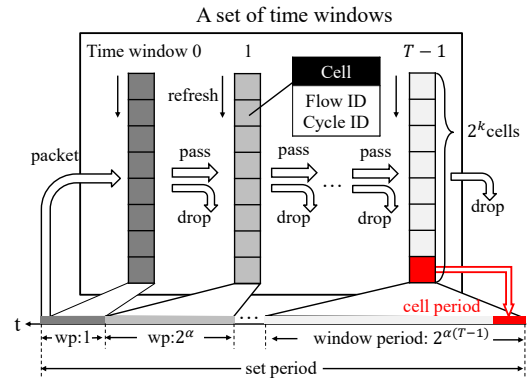 A set of time windows
Time window 0
1
T − 1
Cell
Flow ID
Cycle ID
refresh
2^k cells
packet
pass
pass
pass
...
drop
drop
drop
drop
cell period
t
...
wp:1
wp:2^α
window period: 2^α(T−1)
set period